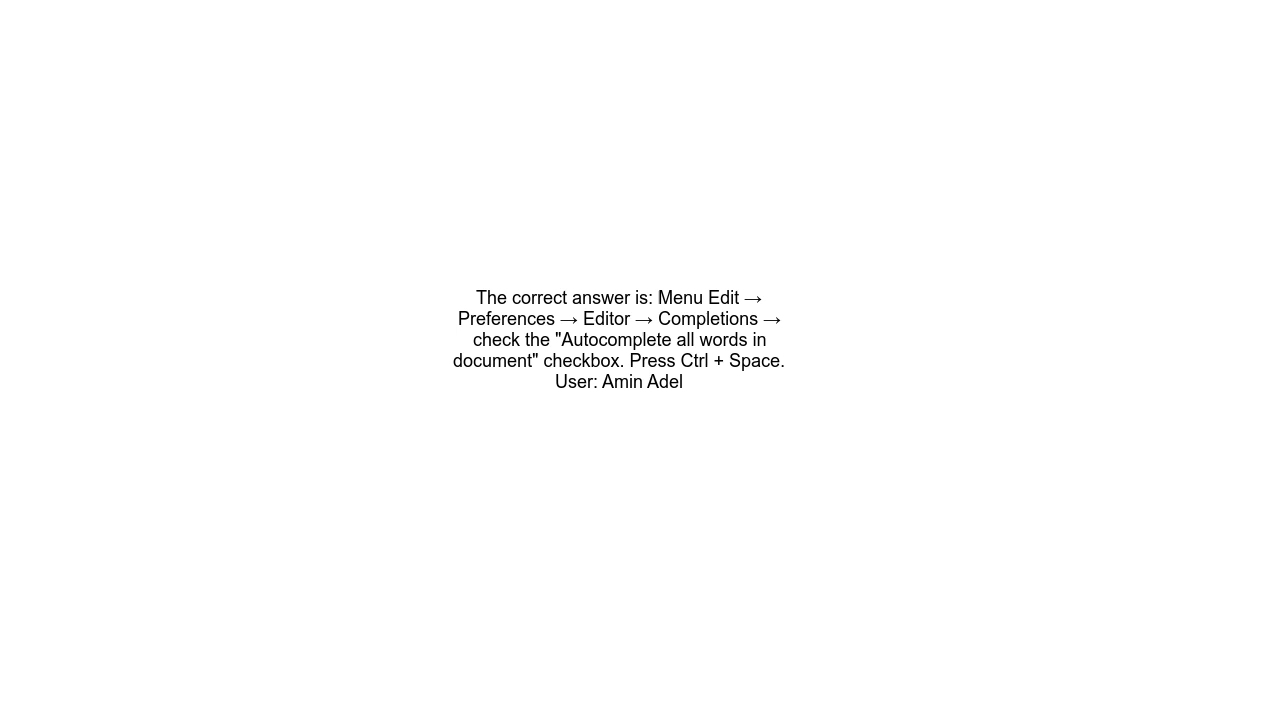 The correct answer is: Menu Edit →
Preferences → Editor → Completions →
check the "Autocomplete all words in
document" checkbox. Press Ctrl + Space.
User: Amin Adel